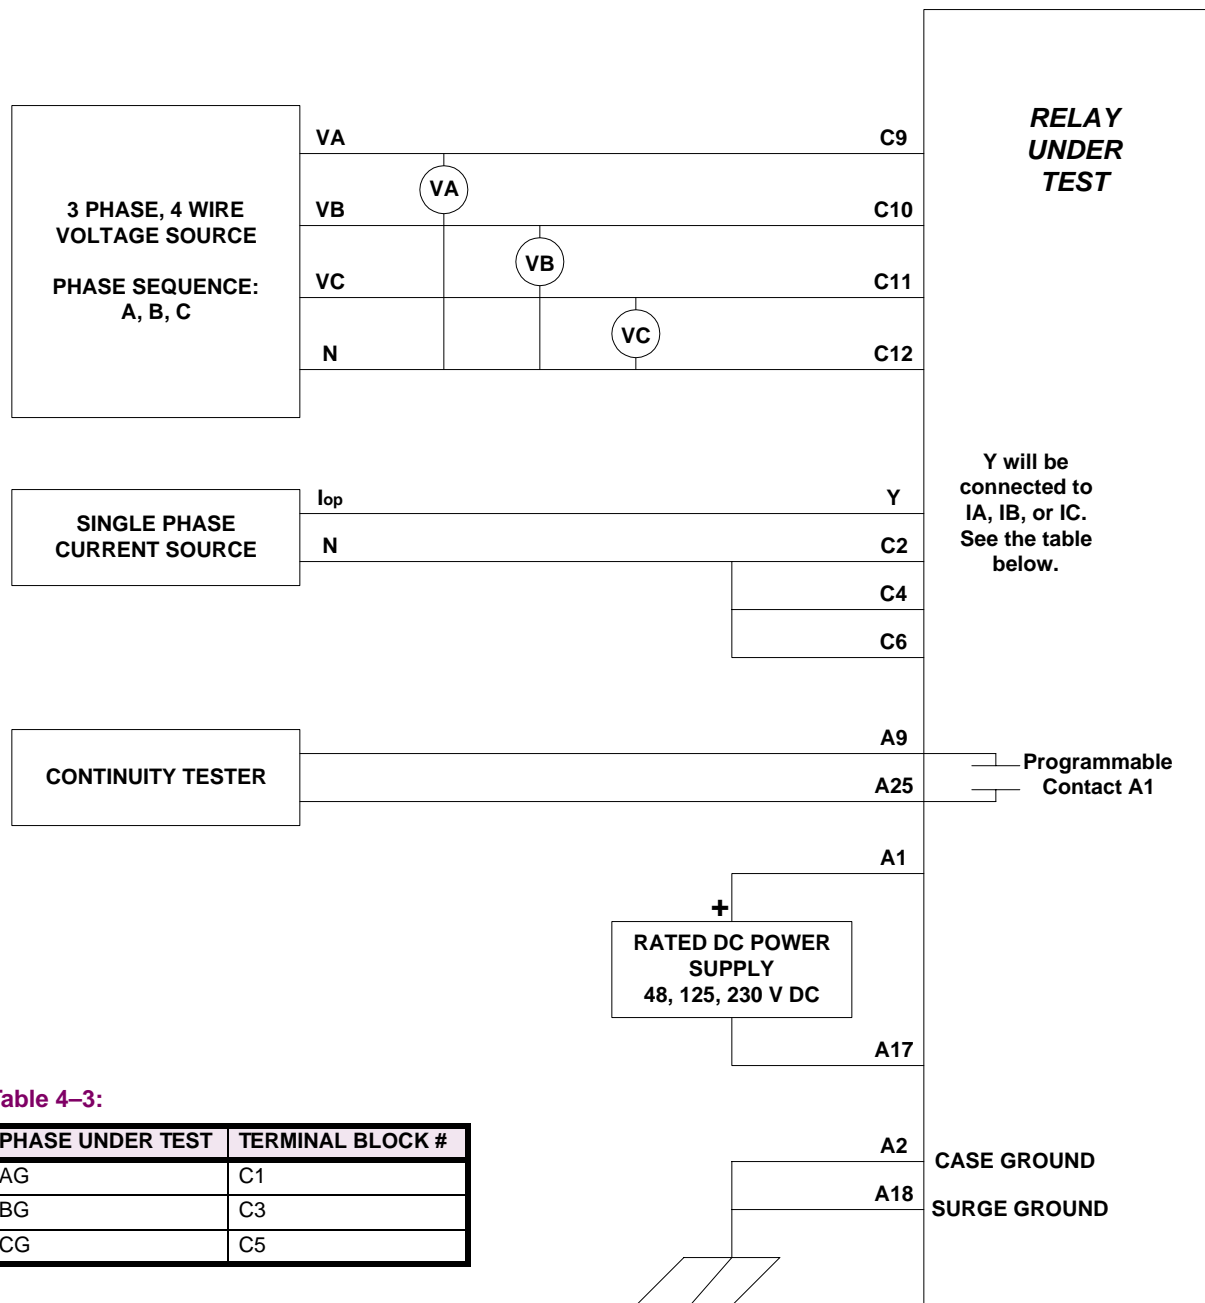 RELAY
UNDER
TEST
3 PHASE, 4 WIRE
VOLTAGE SOURCE
PHASE SEQUENCE:
A, B, C
VA
VB
VC
N
VA
VB
VC
C9
C10
C11
C12
Y will be
connected to
IA, IB, or IC.
See the table
below.
SINGLE PHASE
CURRENT SOURCE
Iop
N
Y
C2
C4
C6
CONTINUITY TESTER
A9
A25
Programmable
Contact A1
A1
+
RATED DC POWER
SUPPLY
48, 125, 230 V DC
A17
A2
CASE GROUND
A18
SURGE GROUND
Table 4–3:
PHASE UNDER TEST TERMINAL BLOCK #
AG C1
BG C3
CG C5